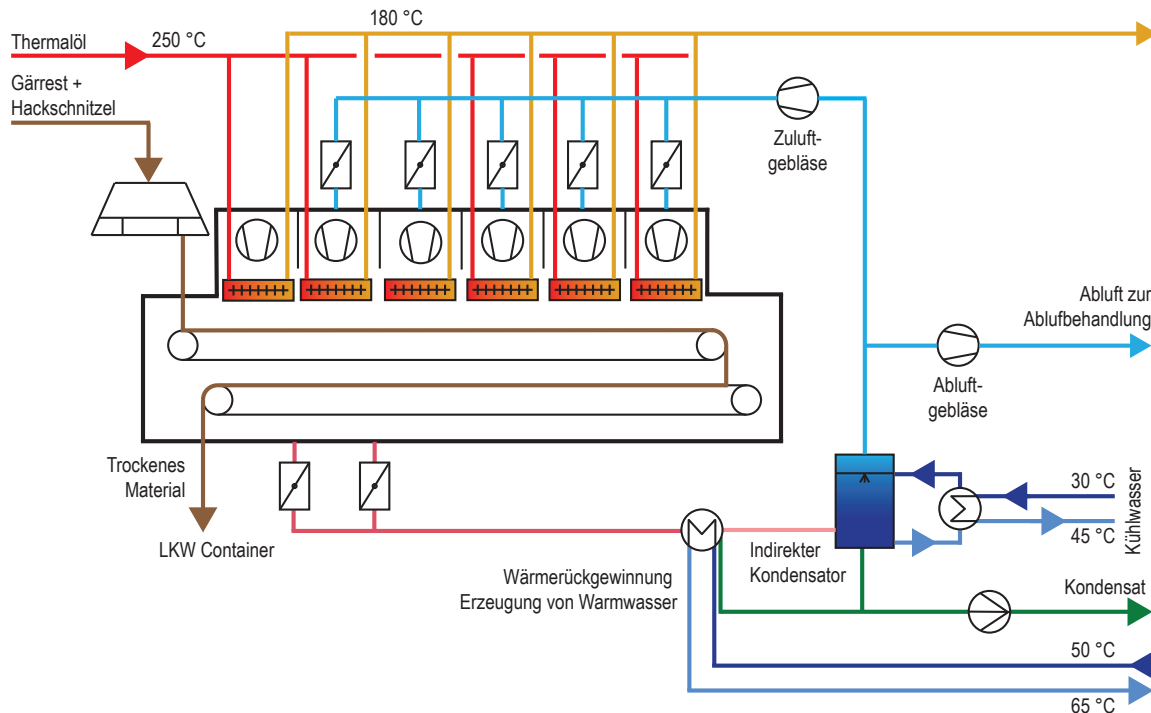 180 °C
Thermalöl
250 °C
Gärrest +
Hackschnitzel
Zuluft-
gebläse
Abluft zur
Ablufbehandlung
Abluft-
gebläse
Trockenes
Material
LKW Container
30 °C
45 °C
Kühlwasser
Indirekter
Kondensator
Wärmerückgewinnung
Erzeugung von Warmwasser
Kondensat
50 °C
65 °C